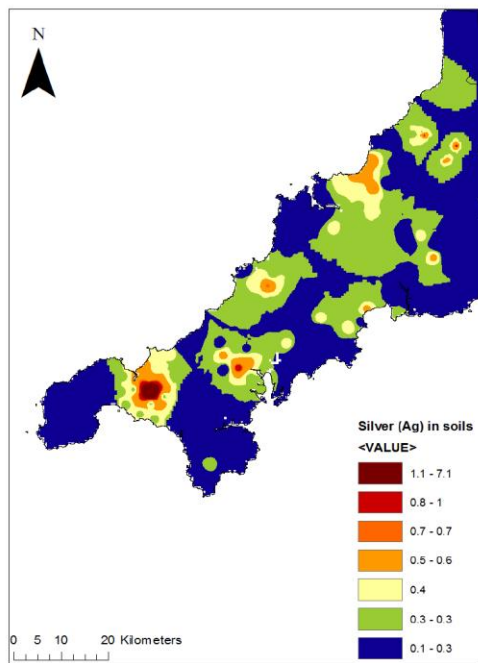 N
Silver (Ag) in soils
<VALUE>
1.1 - 7.1
0.8 - 1
0.7 - 0.7
0.5 - 0.6
0.4
0.3 - 0.3
0.1 - 0.3
0 5 10 20 Kilometers